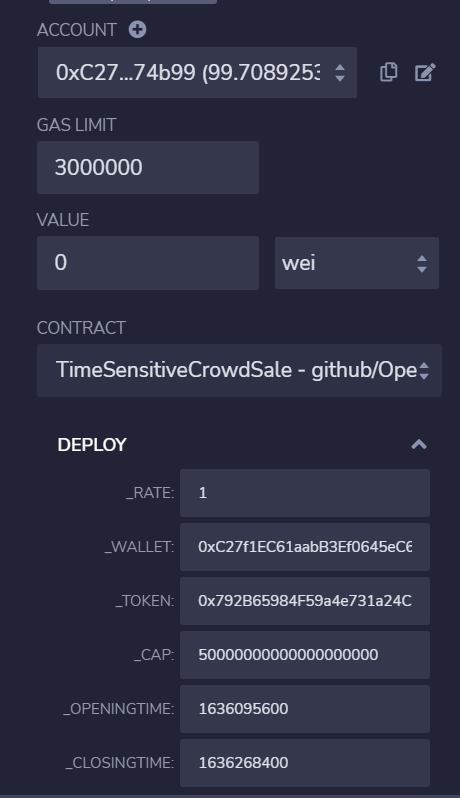 ACCOUNT
0xC27...74b99 (99.7089253
GAS LIMIT
3000000
VALUE
0
wei
CONTRACT
TimeSensitiveCrowdSale - github/Ope
DEPLOY
_RATE: 1
_WALLET: 0xC27f1EC61aabB3Ef0645eC6
_TOKEN: 0x792B65984F59a4e731a24C
_CAP: 50000000000000000000
_OPENINGTIME: 1636095600
_CLOSINGTIME: 1636268400